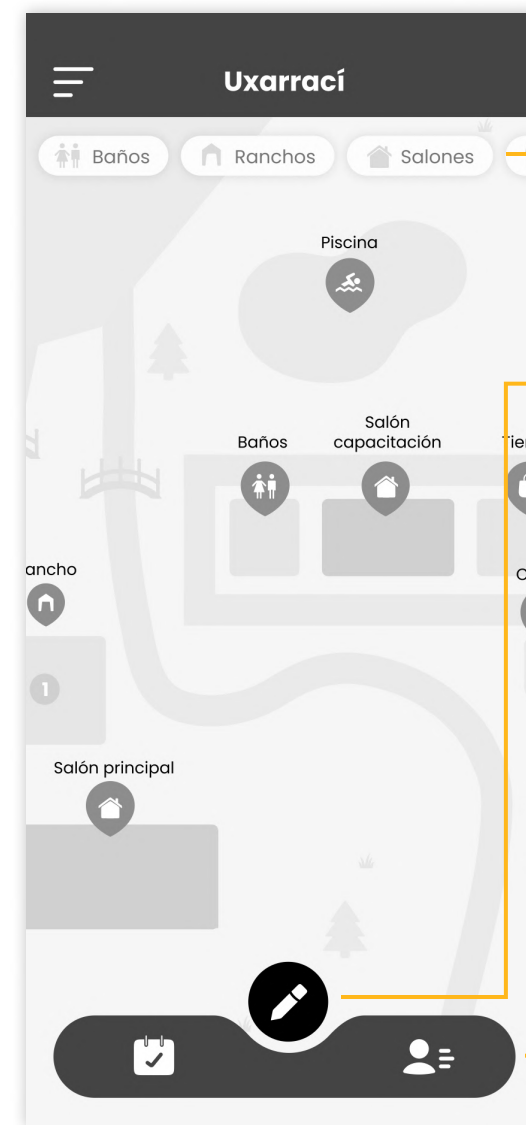 Uxarrací
Baños
Ranchos
Salones
Piscina
Salón
capacitación
Baños
ancho
1
Salón principal